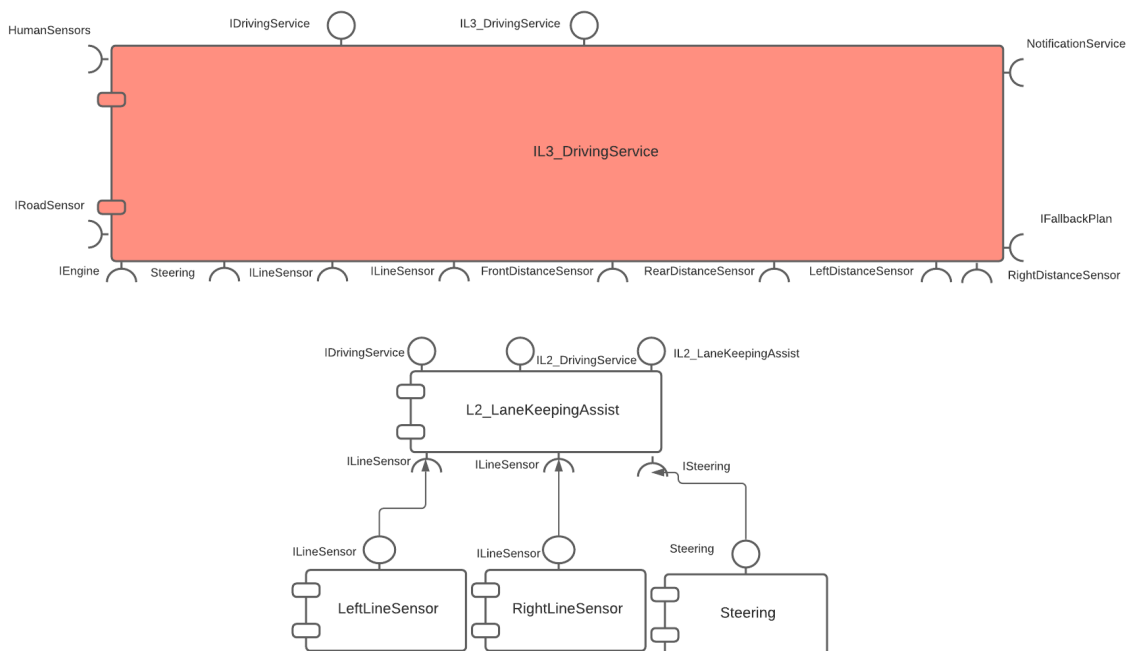 IDrivingService
IL3_DrivingService
HumanSensors
NotificationService
IL3_DrivingService
IRoadSensor
IFallbackPlan
IEngine
Steering
ILineSensor
ILineSensor
FrontDistanceSensor
RearDistanceSensor
LeftDistanceSensor
RightDistanceSensor
IDrivingService
IL2_DrivingService
IL2_LaneKeepingAssist
L2_LaneKeepingAssist
ILineSensor
ILineSensor
ISteering
ILineSensor
ILineSensor
Steering
LeftLineSensor
RightLineSensor
Steering